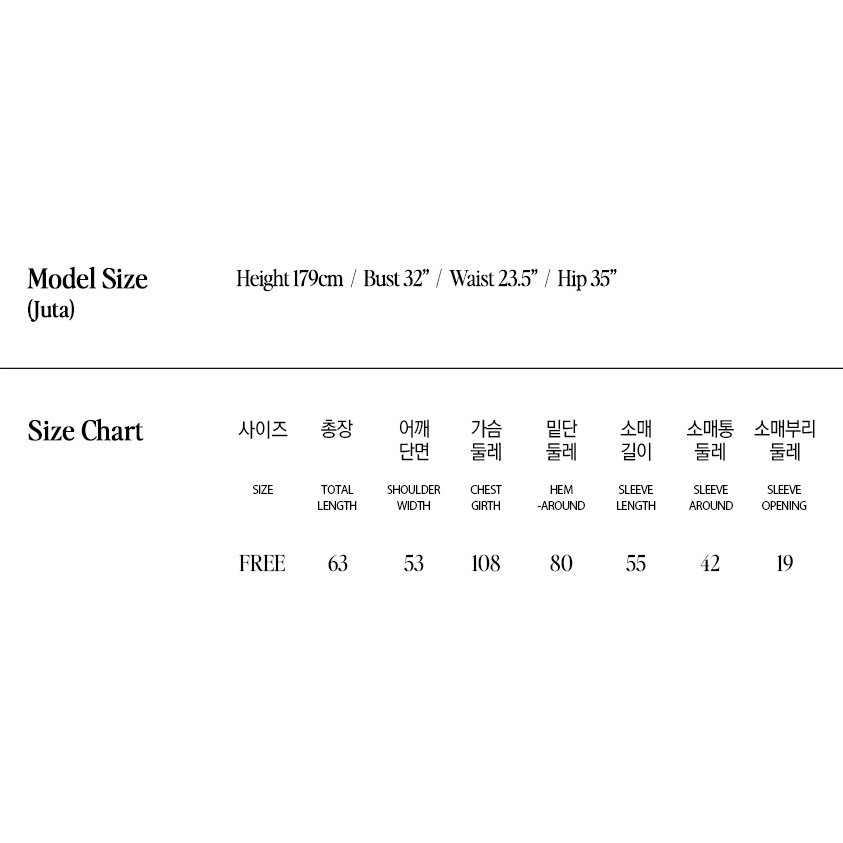 Model Size
(Juta)
Height 179cm / Bust 32” / Waist 23.5” / Hip 35”
Size Chart
사이즈 총장 어깨 가슴 밑단 소매 소매통 소매부리
단면 둘레 둘레 길이 둘레 둘레
SIZE TOTAL SHOULDER CHEST HEM SLEEVE SLEEVE SLEEVE
LENGTH WIDTH GIRTH -AROUND LENGTH AROUND OPENING
FREE 63 53 108 80 55 42 19